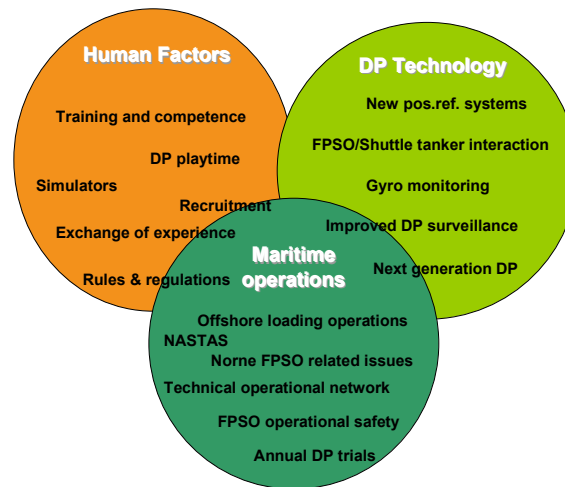 Human Factors
Training and competence
DP playtime
Simulators
Recruitment
Exchange of experience
Rules & regulations
DP Technology
New pos.ref. systems
FPSO/Shuttle tanker interaction
Gyro monitoring
Improved DP surveillance
Next generation DP
Maritime
operations
Offshore loading operations
NASTAS
Norne FPSO related issues
Technical operational network
FPSO operational safety
Annual DP trials